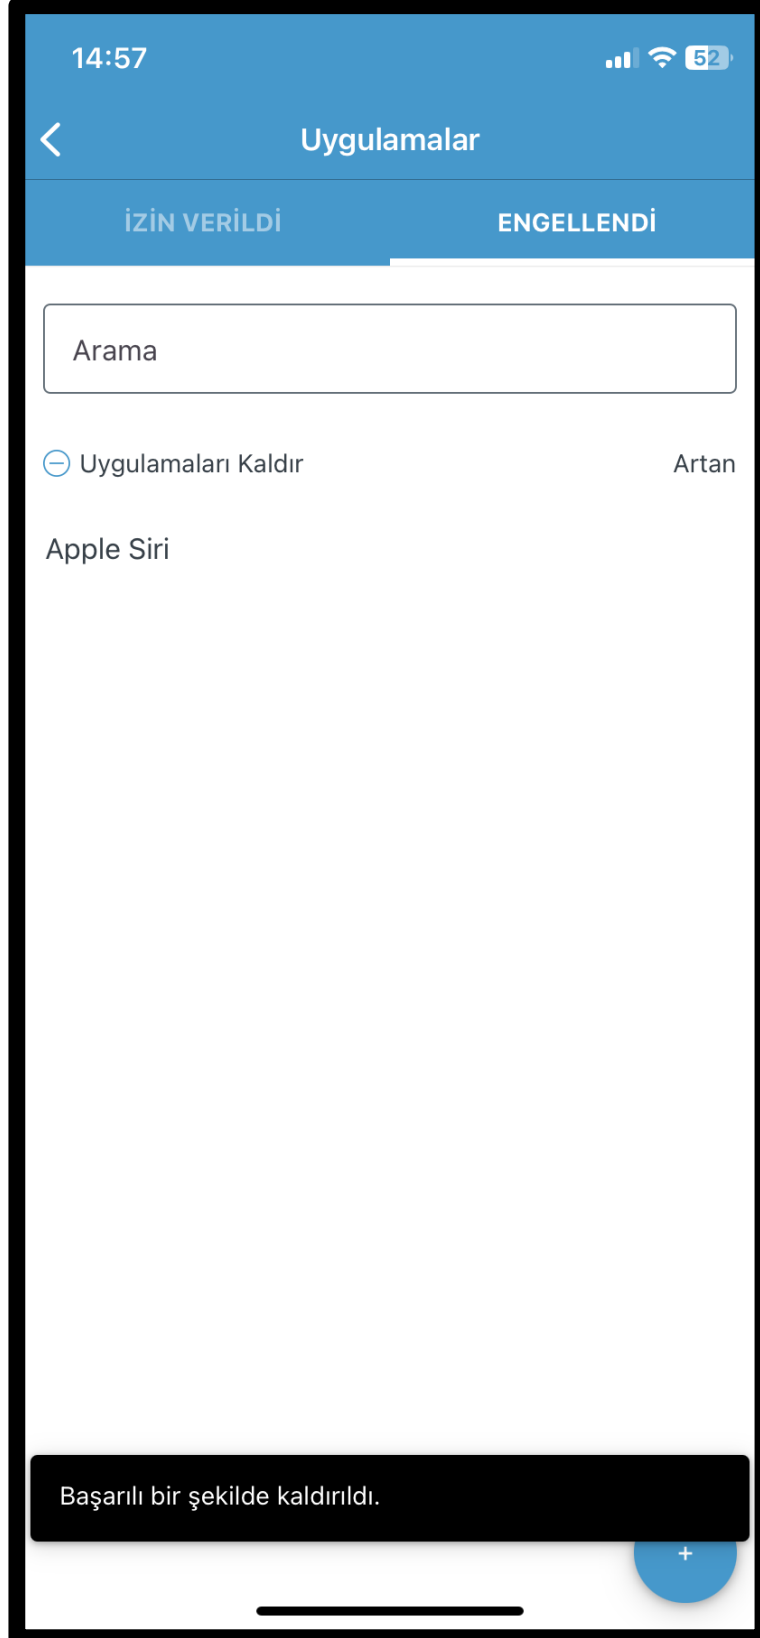 14:57
52
Uygulamalar
İZİN VERİLDİ
ENGELLENDİ
Arama
Uygulamaları Kaldır
Artan
Apple Siri
Başarılı bir şekilde kaldırıldı.
+